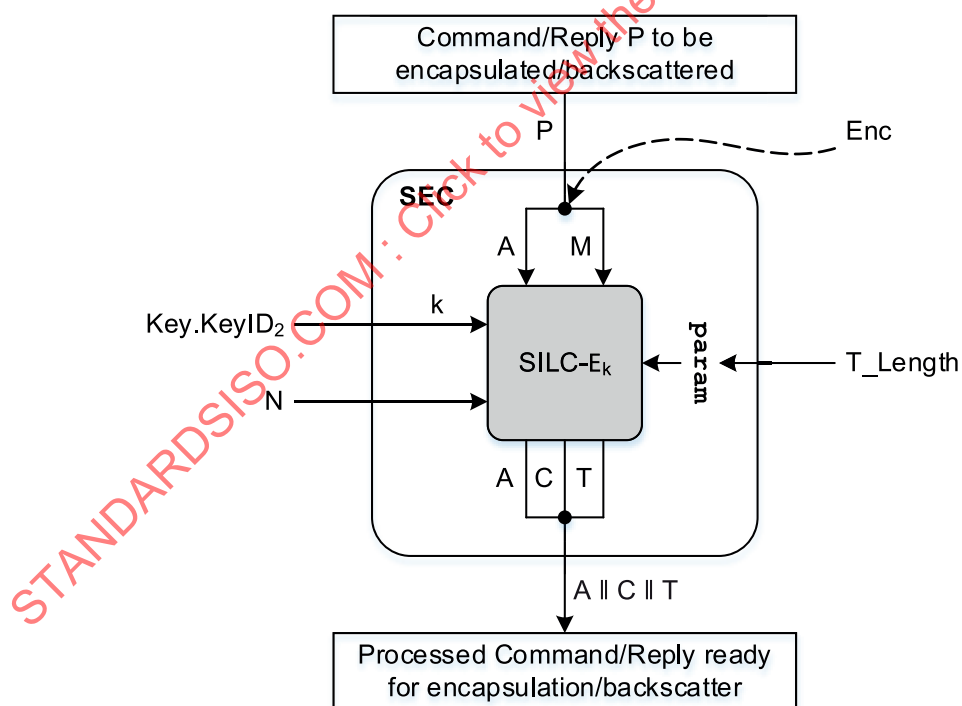 Command/Reply P to be
encapsulated/backscattered
P
Enc
SEC
A
M
Key.KeyID2
k
SILC-Ek
param
T_Length
N
A
C
T
A || C || T
Processed Command/Reply ready
for encapsulation/backscatter
STANDARDSISO.COM : Click to view the